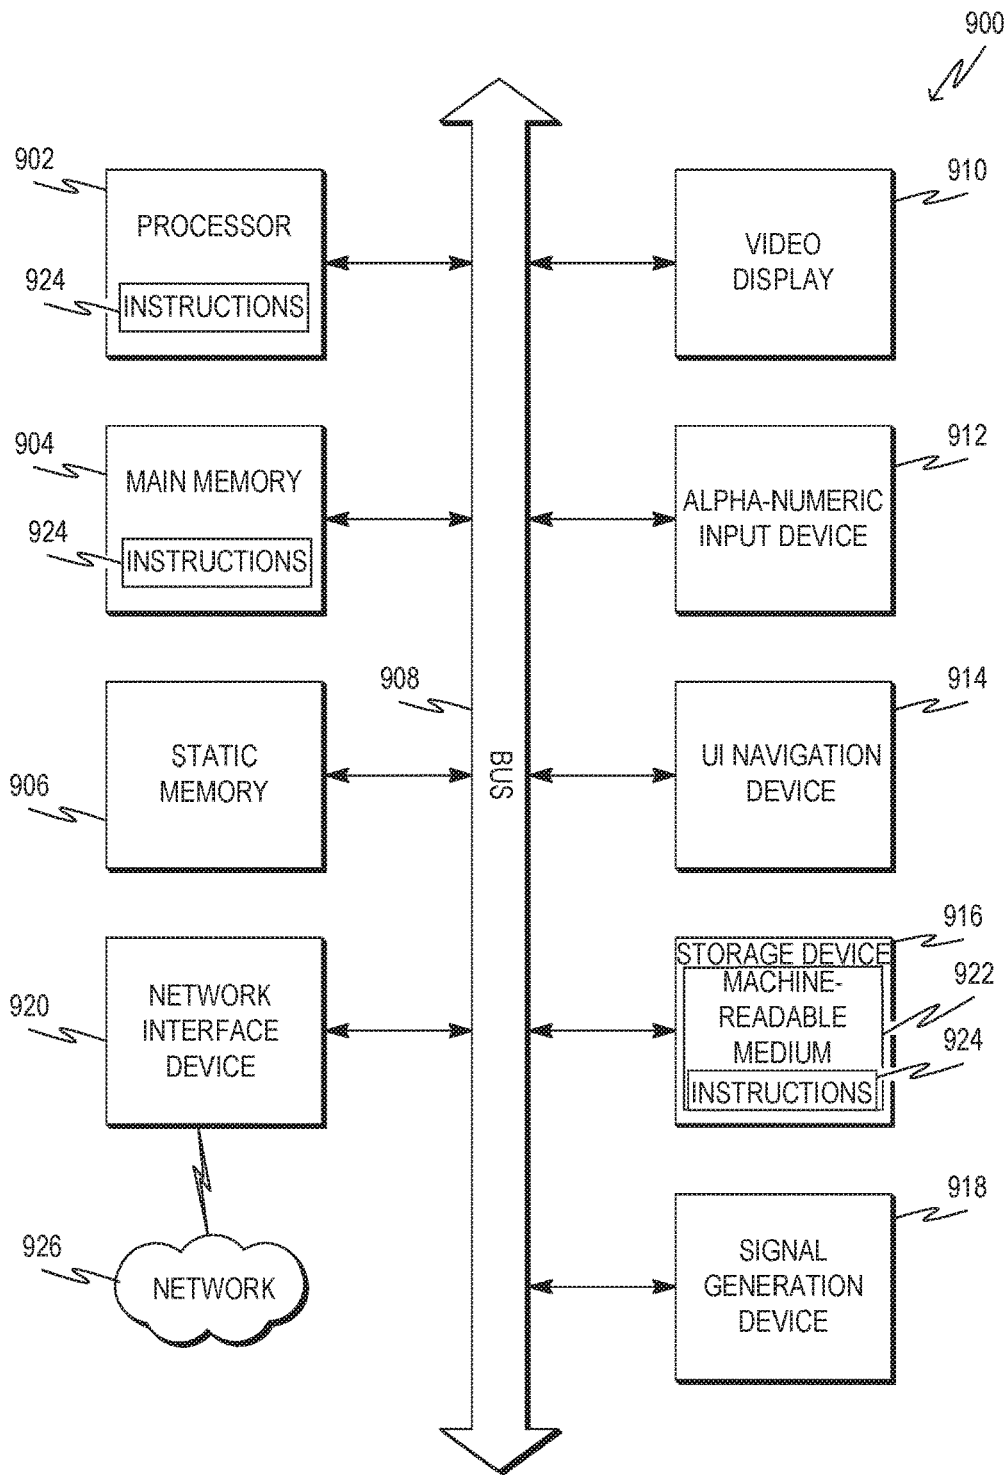 900
902
PROCESSOR
924
INSTRUCTIONS
910
VIDEO
DISPLAY
904
MAIN MEMORY
924
INSTRUCTIONS
912
ALPHA-NUMERIC
INPUT DEVICE
908
BUS
STATIC
MEMORY
906
914
UI NAVIGATION
DEVICE
920
NETWORK
INTERFACE
DEVICE
916
STORAGE DEVICE
MACHINE-
READABLE
MEDIUM
922
924
INSTRUCTIONS
926
NETWORK
918
SIGNAL
GENERATION
DEVICE